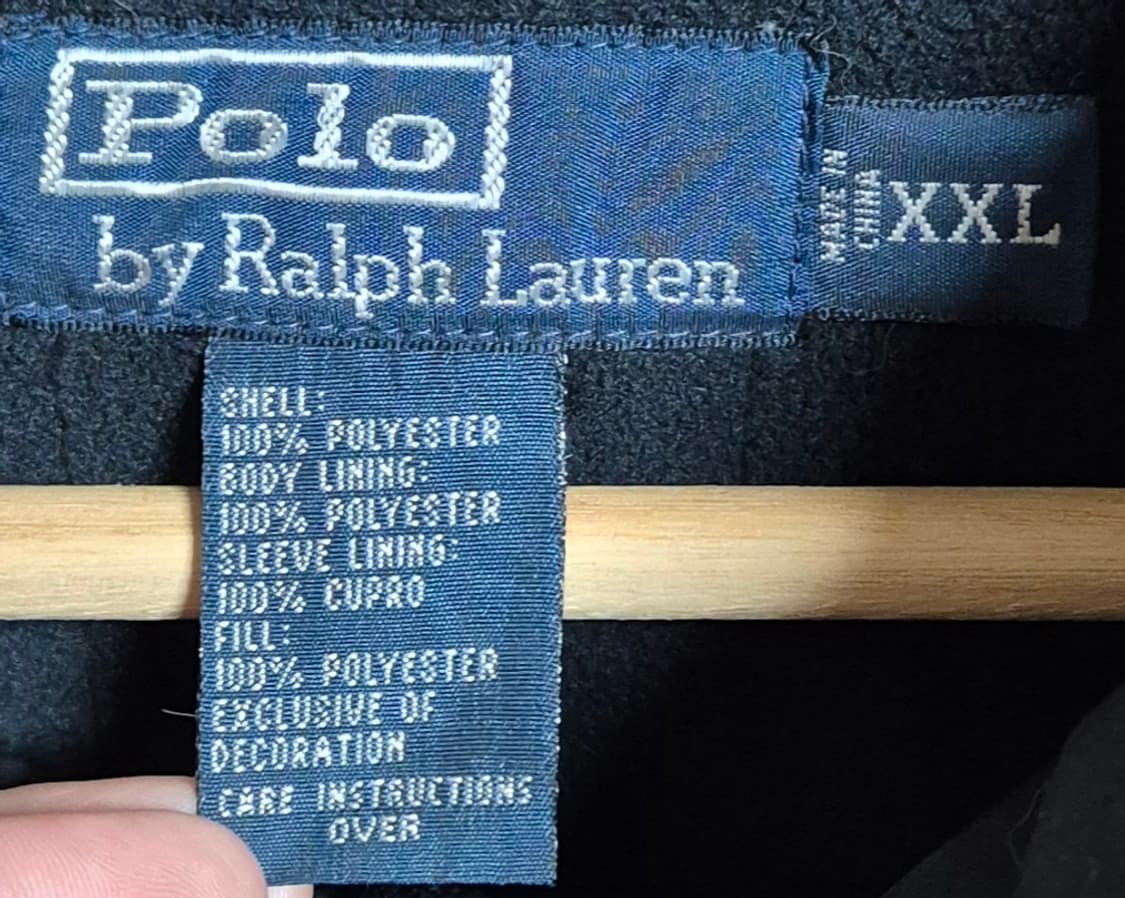 Polo
by Ralph Lauren
MADE IN
CHINA
XXL
SHELL:
100% POLYESTER
BODY LINING:
100% POLYESTER
SLEEVE LINING:
100% CUPRO
FILL:
100% POLYESTER
EXCLUSIVE OF
DECORATION
CARE INSTRUCTIONS
OVER